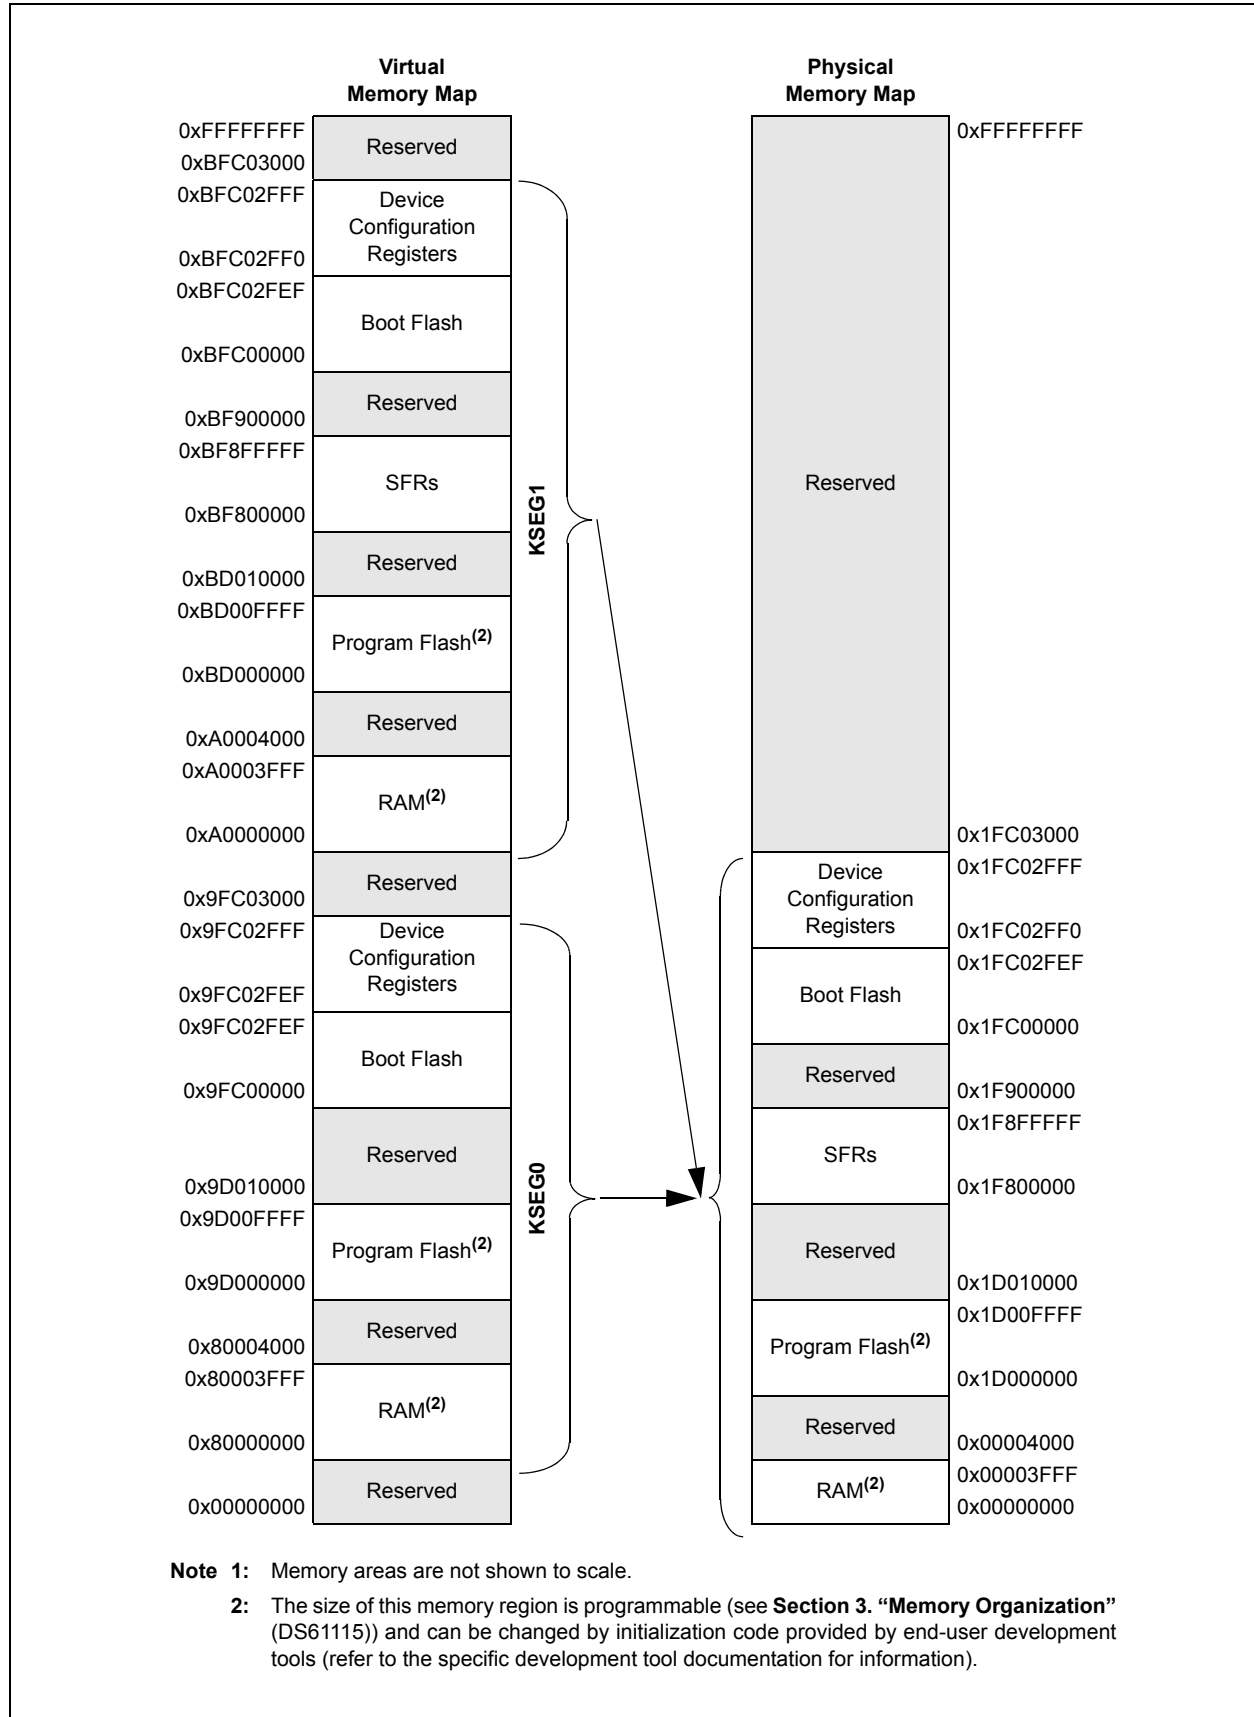 Virtual
Memory Map
0xFFFFFFFF
Reserved
0xBFC03000
0xBFC02FFF
Device
Configuration
Registers
0xBFC02FF0
0xBFC02FEF
Boot Flash
0xBFC00000
Reserved
0xBF900000
0xBF8FFFFF
SFRs
0xBF800000
Reserved
0xBD010000
0xBD00FFFF
Program Flash(2)
0xBD000000
Reserved
0xA0004000
0xA0003FFF
RAM(2)
0xA0000000
KSEG1
Reserved
0x9FC03000
0x9FC02FFF
Device
Configuration
Registers
0x9FC02FEF
0x9FC02FEF
Boot Flash
0x9FC00000
Reserved
0x9D010000
0x9D00FFFF
Program Flash(2)
0x9D000000
Reserved
0x80004000
0x80003FFF
RAM(2)
0x80000000
KSEG0
Reserved
0x00000000
Physical
Memory Map
0xFFFFFFFF
Reserved
0x1FC03000
0x1FC02FFF
Device
Configuration
Registers
0x1FC02FF0
0x1FC02FEF
Boot Flash
0x1FC00000
Reserved
0x1F900000
0x1F8FFFFF
SFRs
0x1F800000
Reserved
0x1D010000
0x1D00FFFF
Program Flash(2)
0x1D000000
Reserved
0x00004000
0x00003FFF
RAM(2)
0x00000000
Note 1: Memory areas are not shown to scale.
2: The size of this memory region is programmable (see Section 3. “Memory Organization”
(DS61115)) and can be changed by initialization code provided by end-user development
tools (refer to the specific development tool documentation for information).